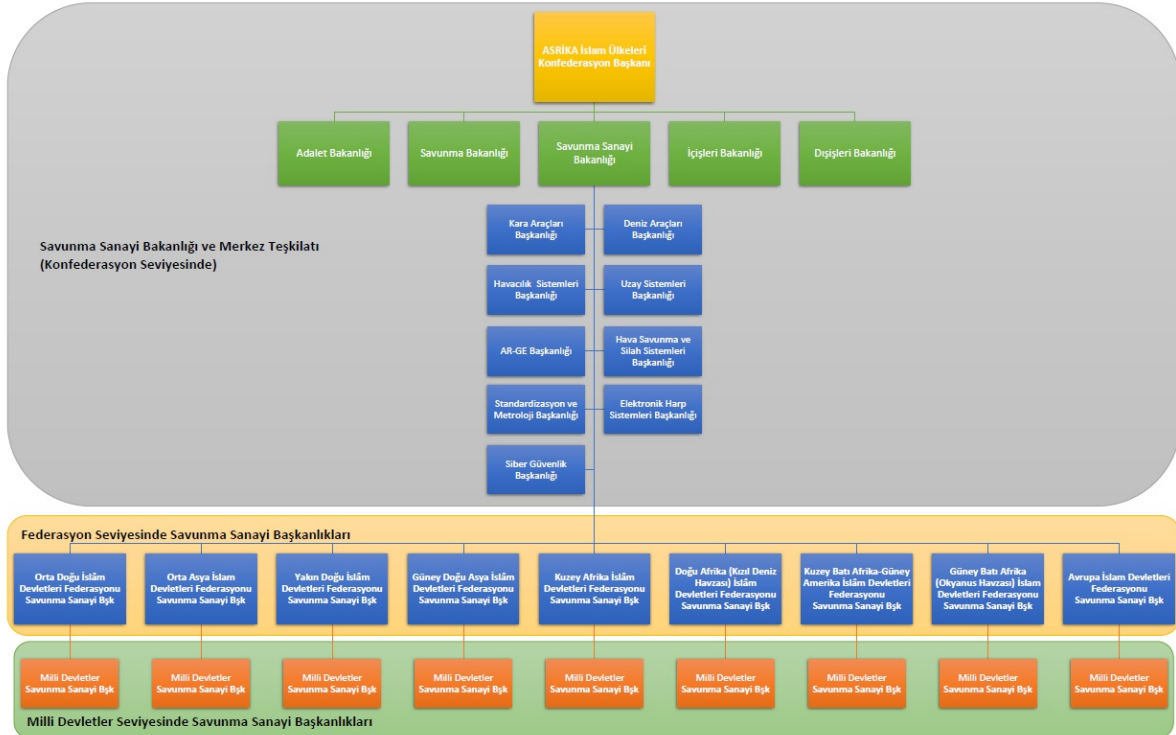 ASRİKA İslam Ülkeleri
Konfederasyon Başkanı
Adalet Bakanlığı
Savunma Bakanlığı
Savunma Sanayi
Bakanlığı
İçişleri Bakanlığı
Dışişleri Bakanlığı
Kara Araçları
Başkanlığı
Deniz Araçları
Başkanlığı
Savunma Sanayi Bakanlığı ve Merkez Teşkilatı
(Konfederasyon Seviyesinde)
Havacılık Sistemleri
Başkanlığı
Uzay Sistemleri
Başkanlığı
AR-GE Başkanlığı
Hava Savunma ve
Silah Sistemleri
Başkanlığı
Standardizasyon ve
Metroloji Başkanlığı
Elektronik Harp
Sistemleri Başkanlığı
Siber Güvenlik
Başkanlığı
Federasyon Seviyesinde Savunma Sanayi Başkanlıkları
Orta Doğu İslâm
Devletleri Federasyonu
Savunma Sanayi Bşk
Orta Asya İslam
Devletleri Federasyonu
Savunma Sanayi Bşk
Yakın Doğu İslâm
Devletleri Federasyonu
Savunma Sanayi Bşk
Güney Doğu Asya İslâm
Devletleri Federasyonu
Savunma Sanayi Bşk
Kuzey Afrika İslâm
Devletleri Federasyonu
Savunma Sanayi Bşk
Doğu Afrika (Kızıl Deniz
Havzası) İslâm
Devletleri Federasyonu
Savunma Sanayi Bşk
Kuzey Batı Afrika-Güney
Amerika İslâm Devletleri
Federasyonu
Savunma Sanayi Bşk
Güney Batı Afrika
(Okyanus Havzası) İslam
Devletleri Federasyonu
Savunma Sanayi Bşk
Avrupa İslam Devletleri
Federasyonu
Savunma Sanayi Bşk
Milli Devletler
Savunma Sanayi Bşk
Milli Devletler
Savunma Sanayi Bşk
Milli Devletler
Savunma Sanayi Bşk
Milli Devletler
Savunma Sanayi Bşk
Milli Devletler
Savunma Sanayi Bşk
Milli Devletler
Savunma Sanayi Bşk
Milli Devletler
Savunma Sanayi Bşk
Milli Devletler
Savunma Sanayi Bşk
Milli Devletler
Savunma Sanayi Bşk
Milli Devletler Seviyesinde Savunma Sanayi Başkanlıkları